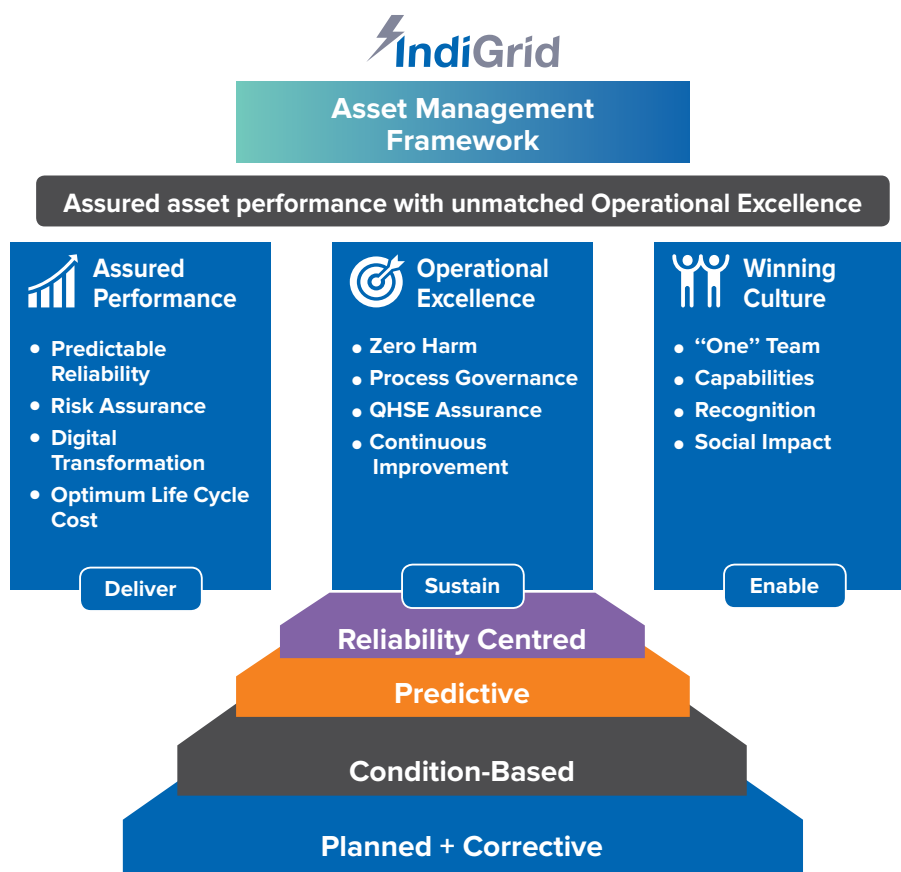 IndiGrid
Asset Management
Framework
Assured asset performance with unmatched Operational Excellence
Assured
Performance
• Predictable
Reliability
• Risk Assurance
• Digital
Transformation
• Optimum Life Cycle
Cost
Deliver
Operational
Excellence
• Zero Harm
• Process Governance
• QHSE Assurance
• Continuous
Improvement
Sustain
Winning
Culture
• “One” Team
• Capabilities
• Recognition
• Social Impact
Enable
Reliability Centred
Predictive
Condition-Based
Planned + Corrective